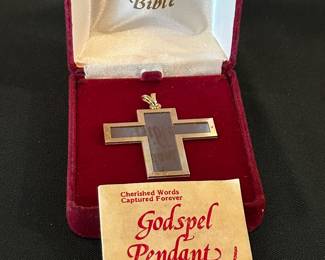 Bible
Cherished Words
Captured Forever
Godspel
Pendant